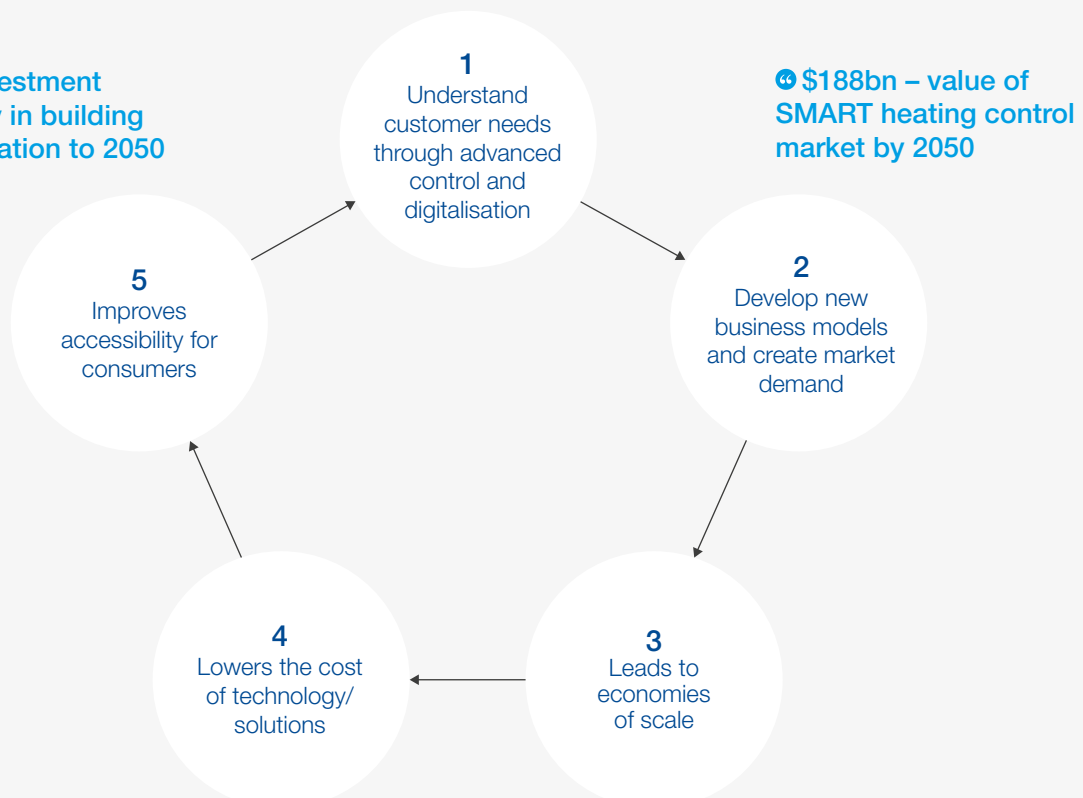 estment
in building
ation to 2050
$188bn – value of
SMART heating control
market by 2050
1
Understand
customer needs
through advanced
control and
digitalisation
2
Develop new
business models
and create market
demand
3
Leads to
economies
of scale
4
Lowers the cost
of technology/
solutions
5
Improves
accessibility for
consumers